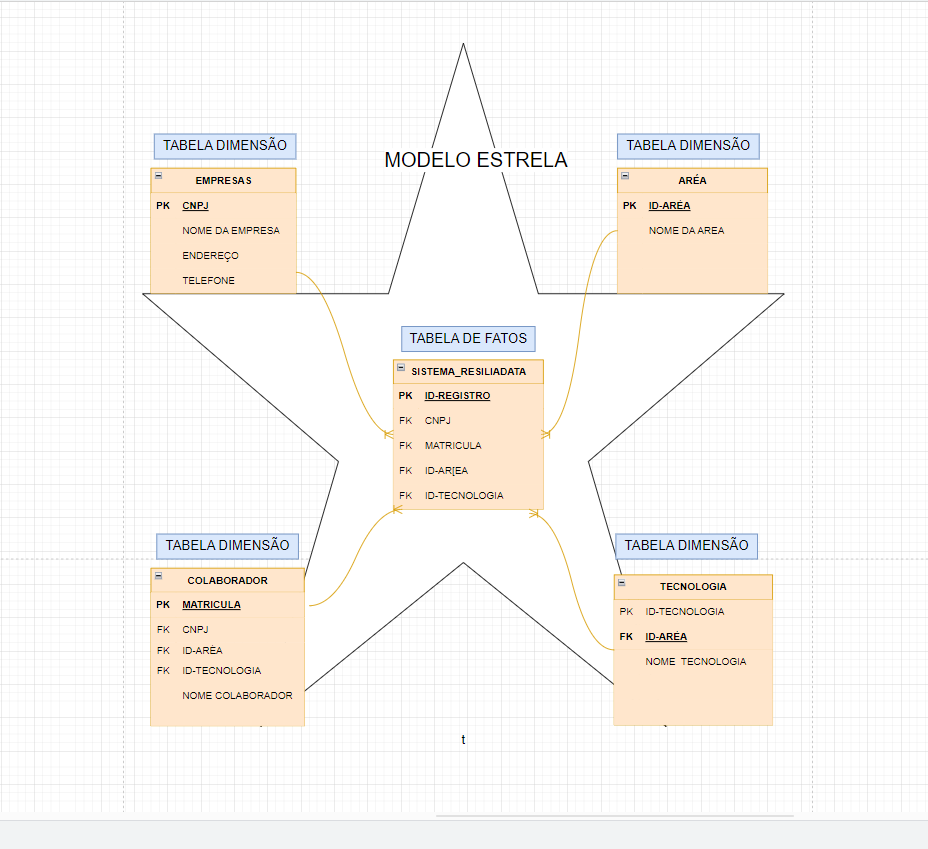 MODELO ESTRELA
TABELA DIMENSÃO
EMPRESAS
PK CNPJ
NOME DA EMPRESA
ENDEREÇO
TELEFONE
TABELA DIMENSÃO
ARÉA
PK ID-ARÉA
NOME DA AREA
TABELA DE FATOS
SISTEMA_RESILIADATA
PK ID-REGISTRO
FK CNPJ
FK MATRICULA
FK ID-AR[EA
FK ID-TECNOLOGIA
TABELA DIMENSÃO
COLABORADOR
PK MATRICULA
FK CNPJ
FK ID-ARÈA
FK ID-TECNOLOGIA
NOME COLABORADOR
TABELA DIMENSÃO
TECNOLOGIA
PK ID-TECNOLOGIA
FK ID-ARÉA
NOME TECNOLOGIA
t